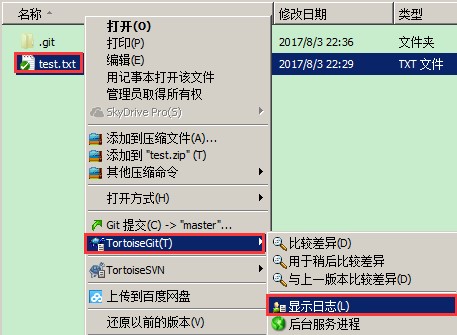 名称 修改日期 类型
.git 2017/8/3 22:36 文件夹
test.txt 2017/8/3 22:29 TXT 文件
打开(O)
打印(P)
编辑(E)
用记事本打开该文件
管理员取得所有权
SkyDrive Pro(S)
添加到压缩文件(A)...
添加到 "test.zip" (T)
其他压缩命令
打开方式(H)
Git 提交(C) -> "master"...
TortoiseGit(T)
TortoiseSVN
上传到百度网盘
还原以前的版本(V)
比较差异(D)
用于稍后比较差异
与上一版本比较差异(D)
显示日志(L)
后台服务进程